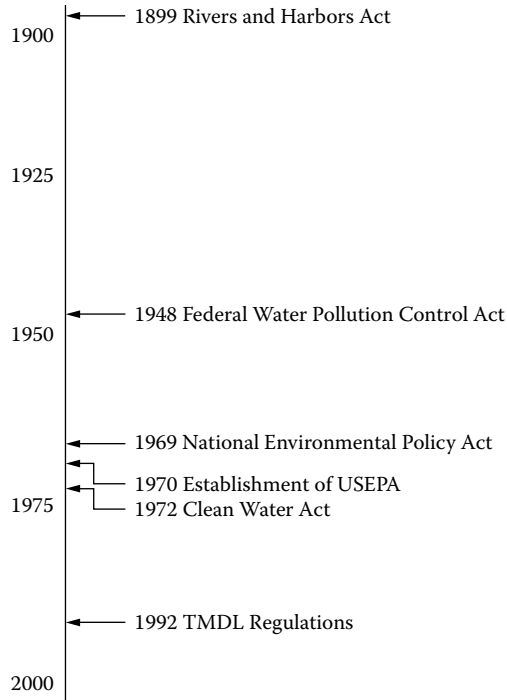 1899 Rivers and Harbors Act
1900
1925
1948 Federal Water Pollution Control Act
1950
1969 National Environmental Policy Act
1970 Establishment of USEPA
1975
1972 Clean Water Act
1992 TMDL Regulations
2000